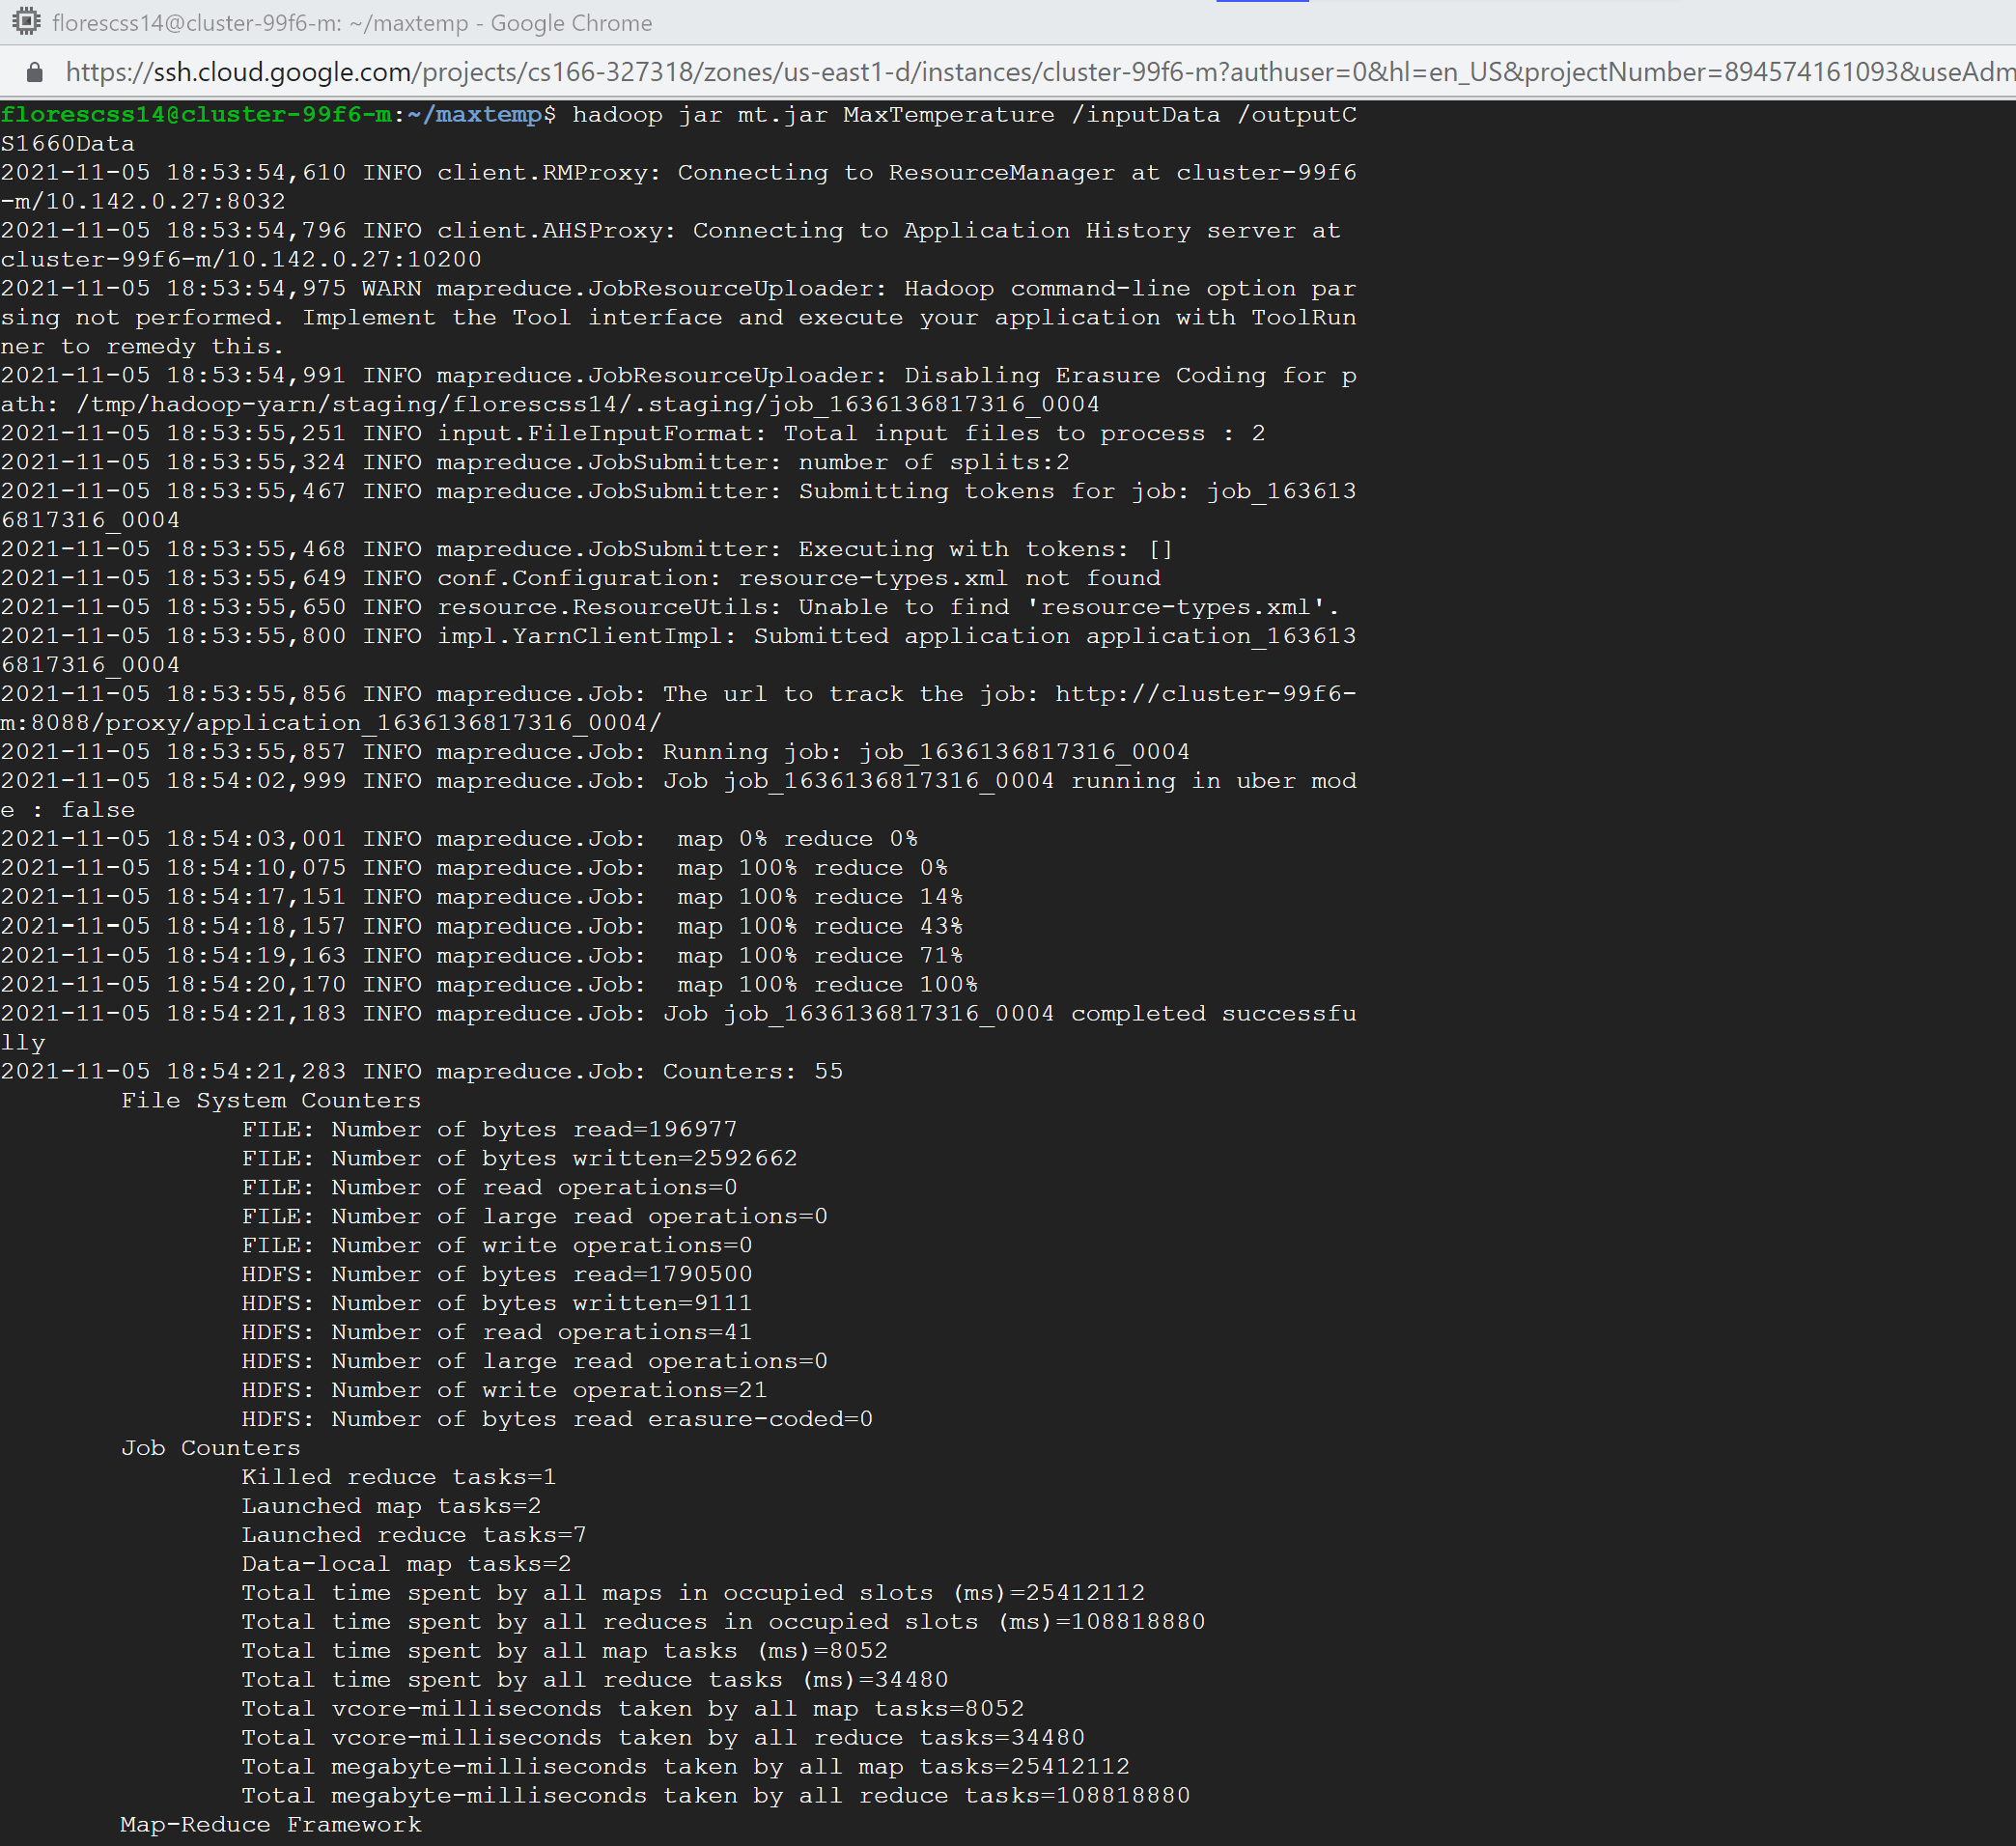 florescss14@cluster-99f6-m: ~/maxtemp - Google Chrome
https://ssh.cloud.google.com/projects/cs166-327318/zones/us-east1-d/instances/cluster-99f6-m?authuser=0&hl=en_US&projectNumber=894574161093&useAdm
florescss14@cluster-99f6-m:~/maxtemp$ hadoop jar mt.jar MaxTemperature /inputData /outputC
S1660Data
2021-11-05 18:53:54,610 INFO client.RMProxy: Connecting to ResourceManager at cluster-99f6
-m/10.142.0.27:8032
2021-11-05 18:53:54,796 INFO client.AHSProxy: Connecting to Application History server at
cluster-99f6-m/10.142.0.27:10200
2021-11-05 18:53:54,975 WARN mapreduce.JobResourceUploader: Hadoop command-line option par
sing not performed. Implement the Tool interface and execute your application with ToolRun
ner to remedy this.
2021-11-05 18:53:54,991 INFO mapreduce.JobResourceUploader: Disabling Erasure Coding for p
ath: /tmp/hadoop-yarn/staging/florescss14/.staging/job_1636136817316_0004
2021-11-05 18:53:55,251 INFO input.FileInputFormat: Total input files to process : 2
2021-11-05 18:53:55,324 INFO mapreduce.JobSubmitter: number of splits:2
2021-11-05 18:53:55,467 INFO mapreduce.JobSubmitter: Submitting tokens for job: job_163613
6817316_0004
2021-11-05 18:53:55,468 INFO mapreduce.JobSubmitter: Executing with tokens: []
2021-11-05 18:53:55,649 INFO conf.Configuration: resource-types.xml not found
2021-11-05 18:53:55,650 INFO resource.ResourceUtils: Unable to find 'resource-types.xml'.
2021-11-05 18:53:55,800 INFO impl.YarnClientImpl: Submitted application application_163613
6817316_0004
2021-11-05 18:53:55,856 INFO mapreduce.Job: The url to track the job: http://cluster-99f6-
m:8088/proxy/application_1636136817316_0004/
2021-11-05 18:53:55,857 INFO mapreduce.Job: Running job: job_1636136817316_0004
2021-11-05 18:54:02,999 INFO mapreduce.Job: Job job_1636136817316_0004 running in uber mod
e : false
2021-11-05 18:54:03,001 INFO mapreduce.Job:  map 0% reduce 0%
2021-11-05 18:54:10,075 INFO mapreduce.Job:  map 100% reduce 0%
2021-11-05 18:54:17,151 INFO mapreduce.Job:  map 100% reduce 14%
2021-11-05 18:54:18,157 INFO mapreduce.Job:  map 100% reduce 43%
2021-11-05 18:54:19,163 INFO mapreduce.Job:  map 100% reduce 71%
2021-11-05 18:54:20,170 INFO mapreduce.Job:  map 100% reduce 100%
2021-11-05 18:54:21,183 INFO mapreduce.Job: Job job_1636136817316_0004 completed successfu
lly
2021-11-05 18:54:21,283 INFO mapreduce.Job: Counters: 55
File System Counters
FILE: Number of bytes read=196977
FILE: Number of bytes written=2592662
FILE: Number of read operations=0
FILE: Number of large read operations=0
FILE: Number of write operations=0
HDFS: Number of bytes read=1790500
HDFS: Number of bytes written=9111
HDFS: Number of read operations=41
HDFS: Number of large read operations=0
HDFS: Number of write operations=21
HDFS: Number of bytes read erasure-coded=0
Job Counters
Killed reduce tasks=1
Launched map tasks=2
Launched reduce tasks=7
Data-local map tasks=2
Total time spent by all maps in occupied slots (ms)=25412112
Total time spent by all reduces in occupied slots (ms)=108818880
Total time spent by all map tasks (ms)=8052
Total time spent by all reduce tasks (ms)=34480
Total vcore-milliseconds taken by all map tasks=8052
Total vcore-milliseconds taken by all reduce tasks=34480
Total megabyte-milliseconds taken by all map tasks=25412112
Total megabyte-milliseconds taken by all reduce tasks=108818880
Map-Reduce Framework